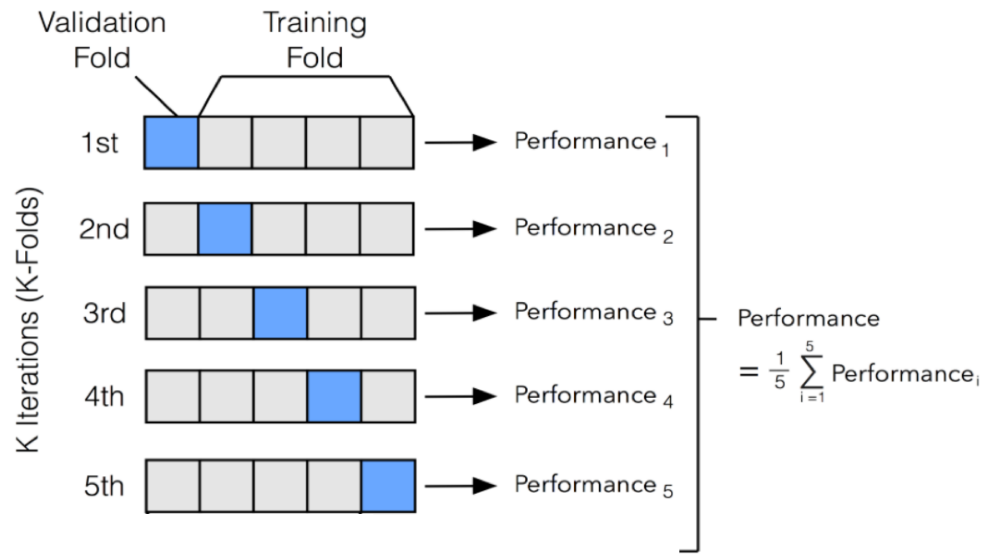 Validation
Fold
Training
Fold
K Iterations (K-Folds)
1st
Performance 1
2nd
Performance 2
3rd
Performance 3
4th
Performance 4
5th
Performance 5
Performance
= 1/5 5∑i=1 Performance i